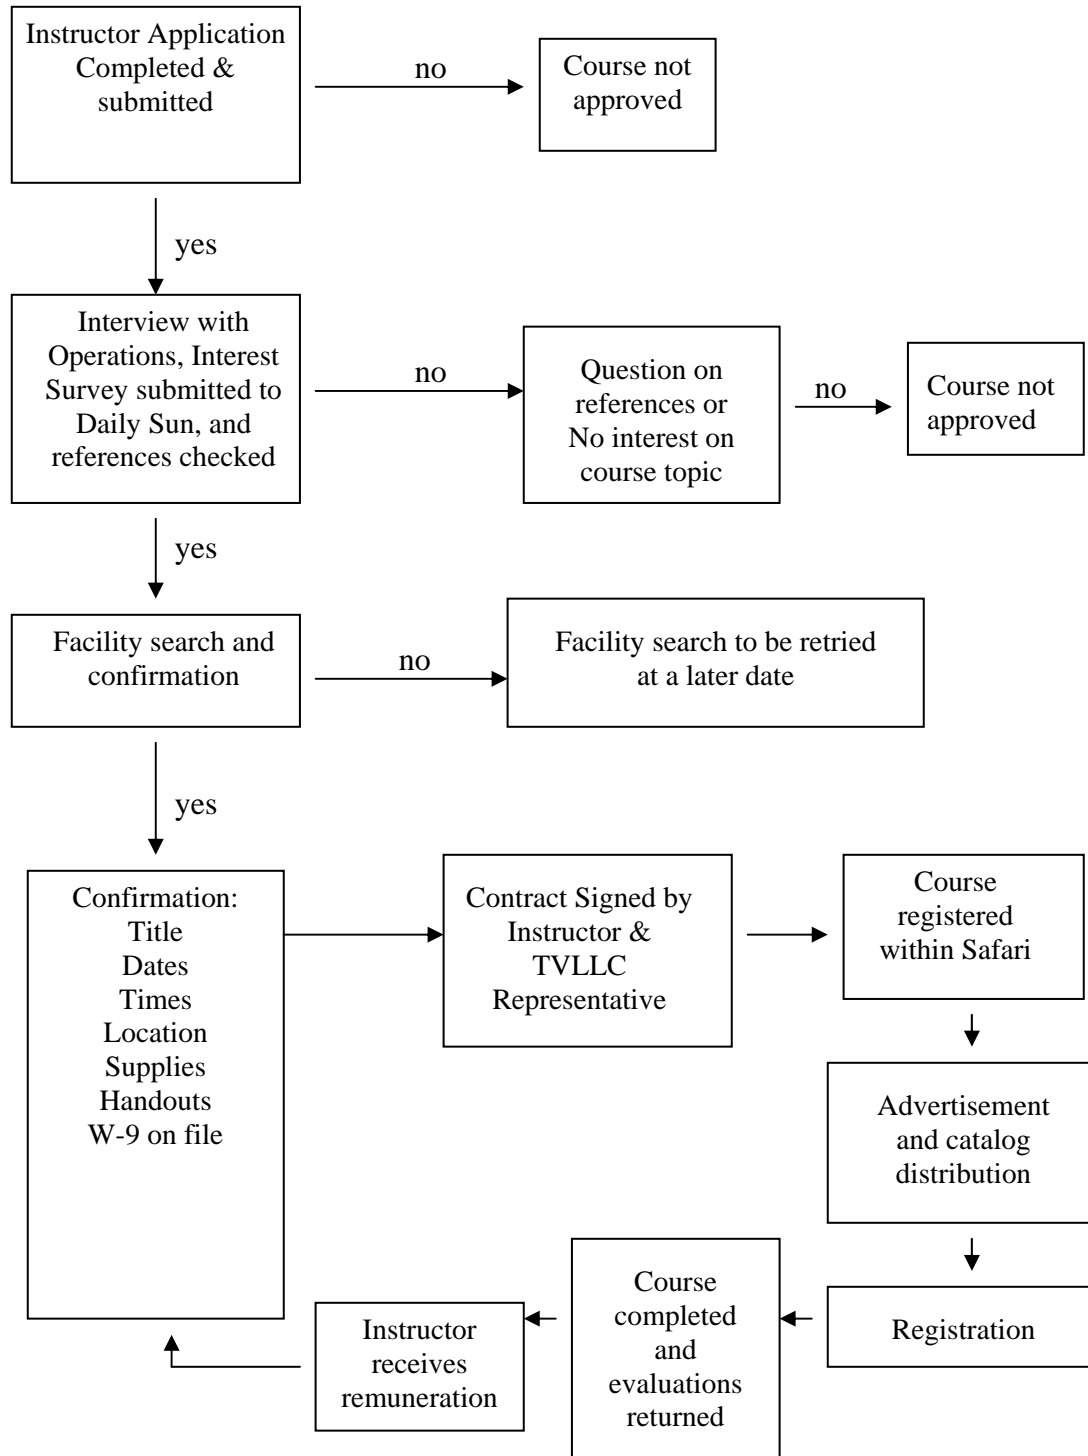 Instructor Application
Completed &
submitted
no
Course not
approved
yes
Interview with
Operations, Interest
Survey submitted to
Daily Sun, and
references checked
no
Question on
references or
No interest on
course topic
no
Course not
approved
yes
Facility search and
confirmation
no
Facility search to be retried
at a later date
yes
Confirmation:
Title
Dates
Times
Location
Supplies
Handouts
W-9 on file
Contract Signed by
Instructor &
TVLLC
Representative
Course
registered
within Safari
Advertisement
and catalog
distribution
Registration
Course
completed
and
evaluations
returned
Instructor
receives
remuneration